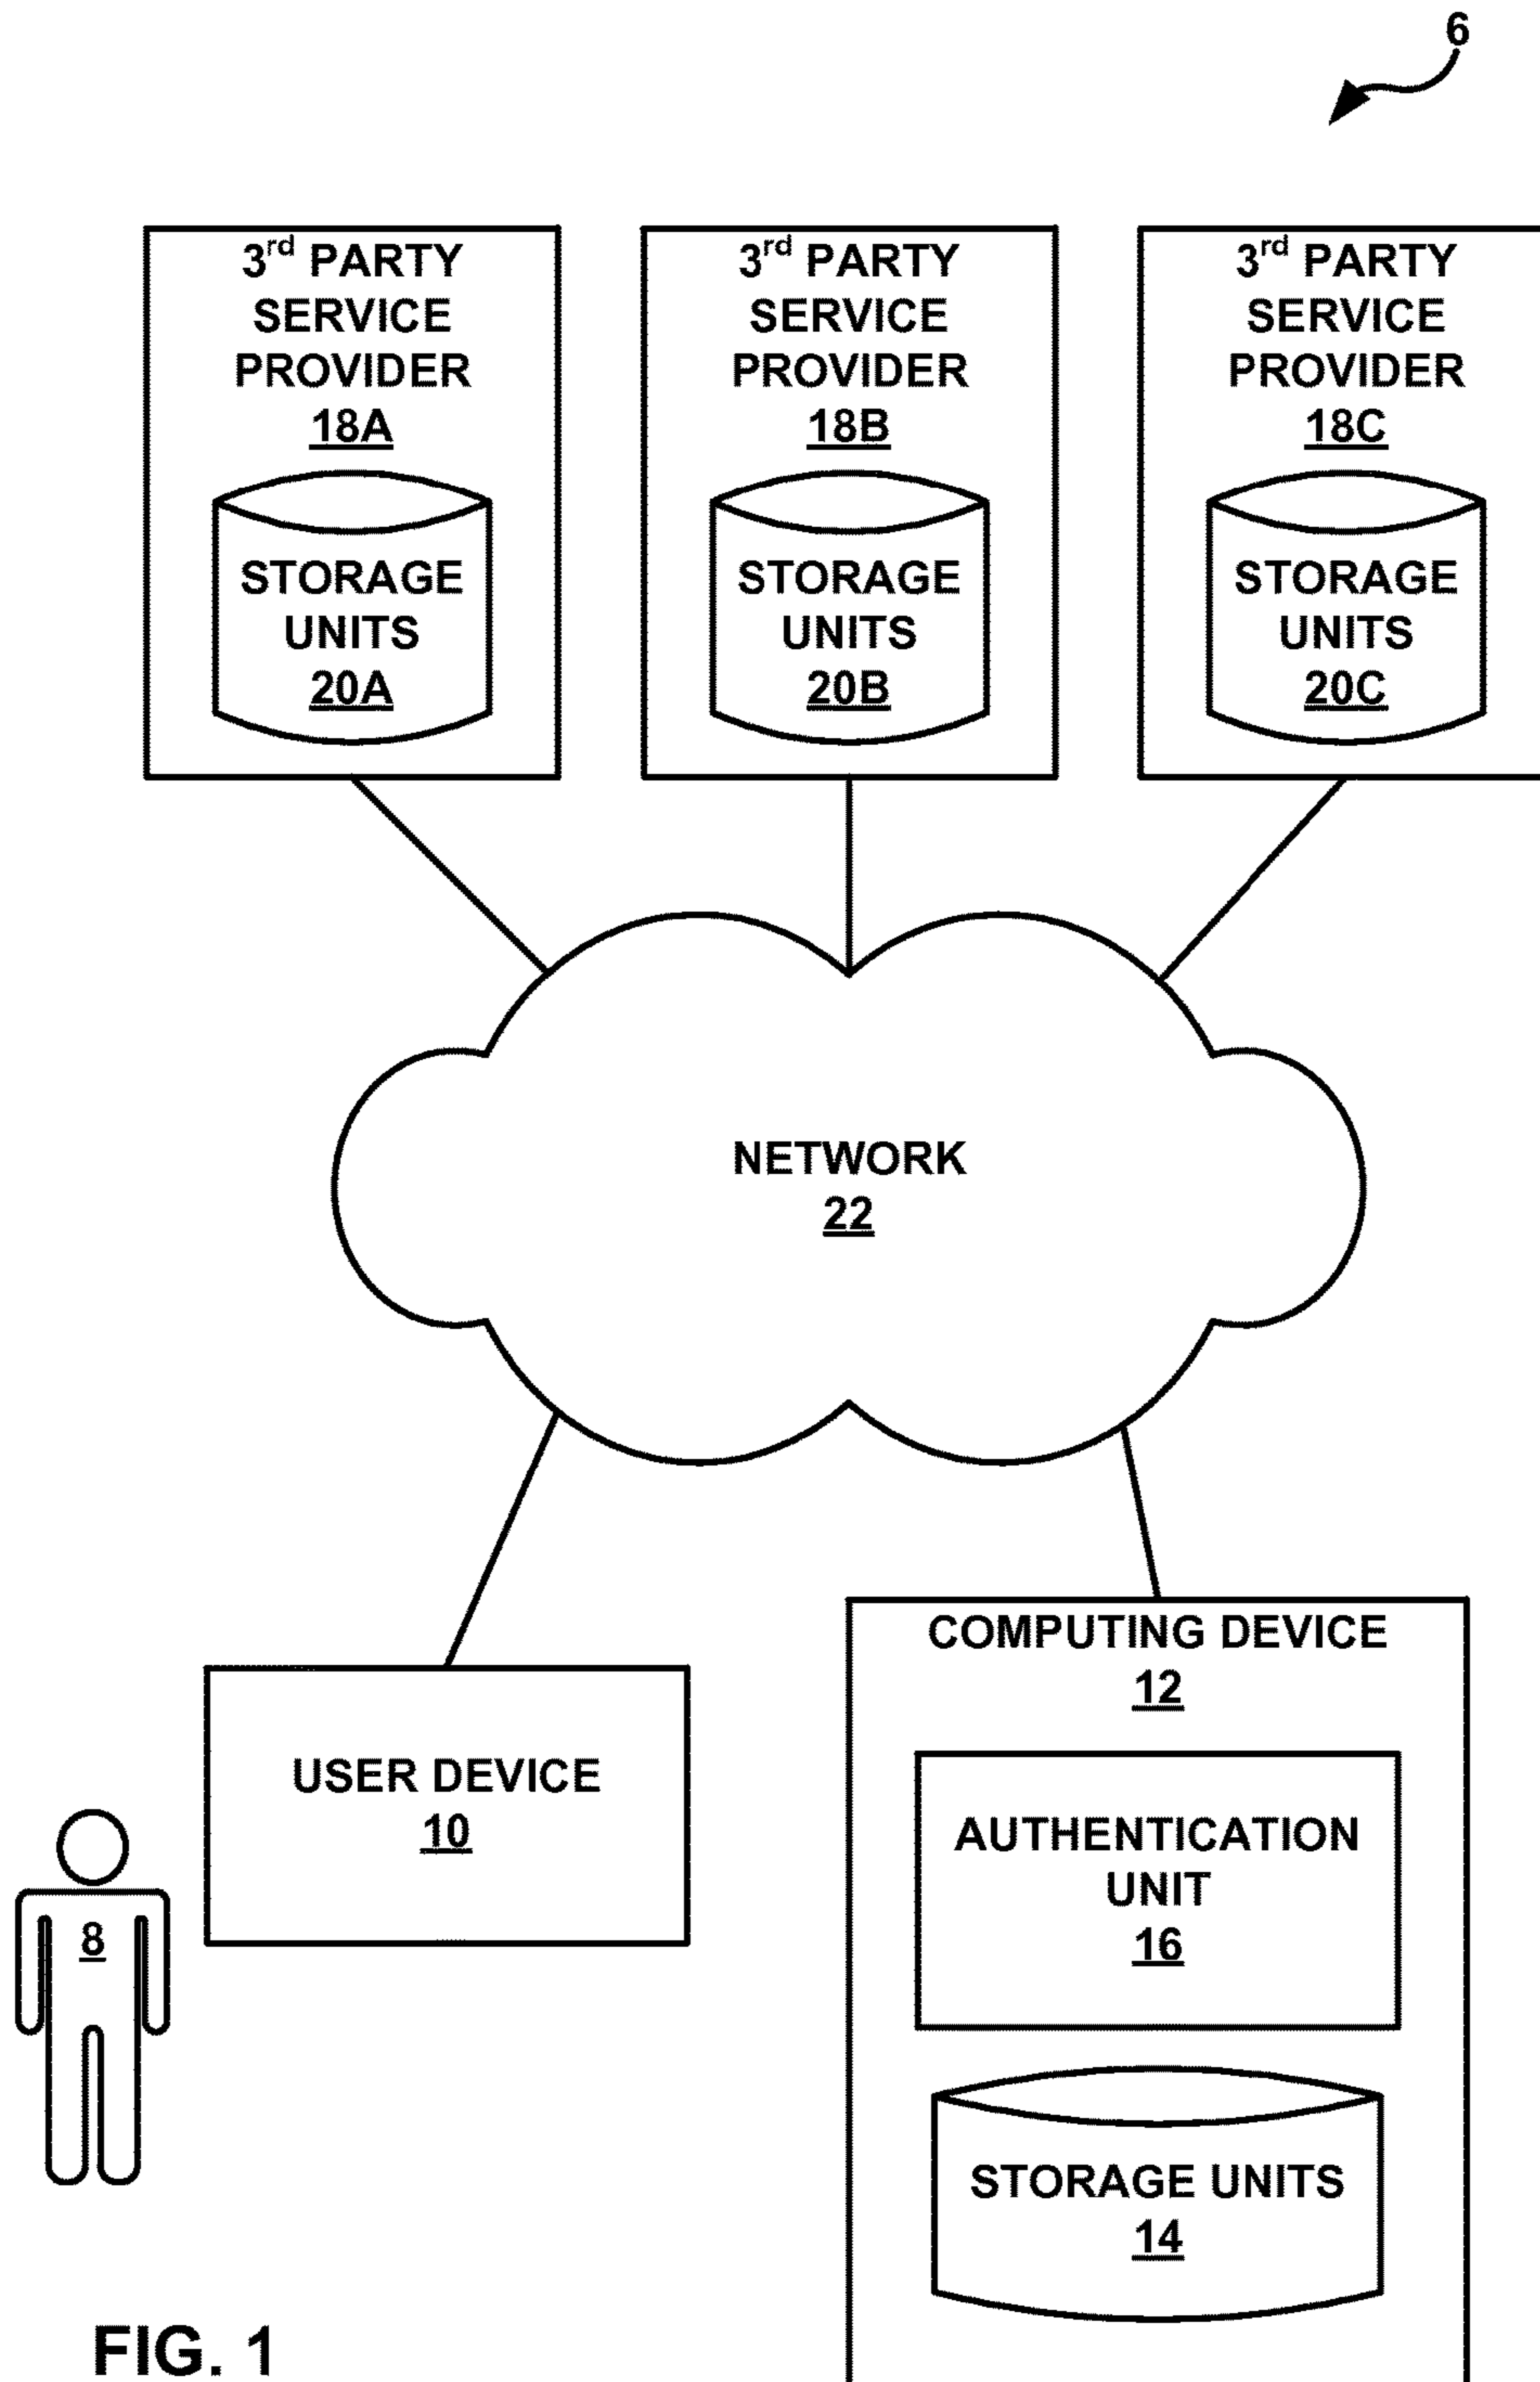 6
3rd PARTY
SERVICE
PROVIDER
18A
STORAGE
UNITS
20A
3rd PARTY
SERVICE
PROVIDER
18B
STORAGE
UNITS
20B
3rd PARTY
SERVICE
PROVIDER
18C
STORAGE
UNITS
20C
NETWORK
22
USER DEVICE
10
8
COMPUTING DEVICE
12
AUTHENTICATION
UNIT
16
STORAGE UNITS
14
FIG. 1